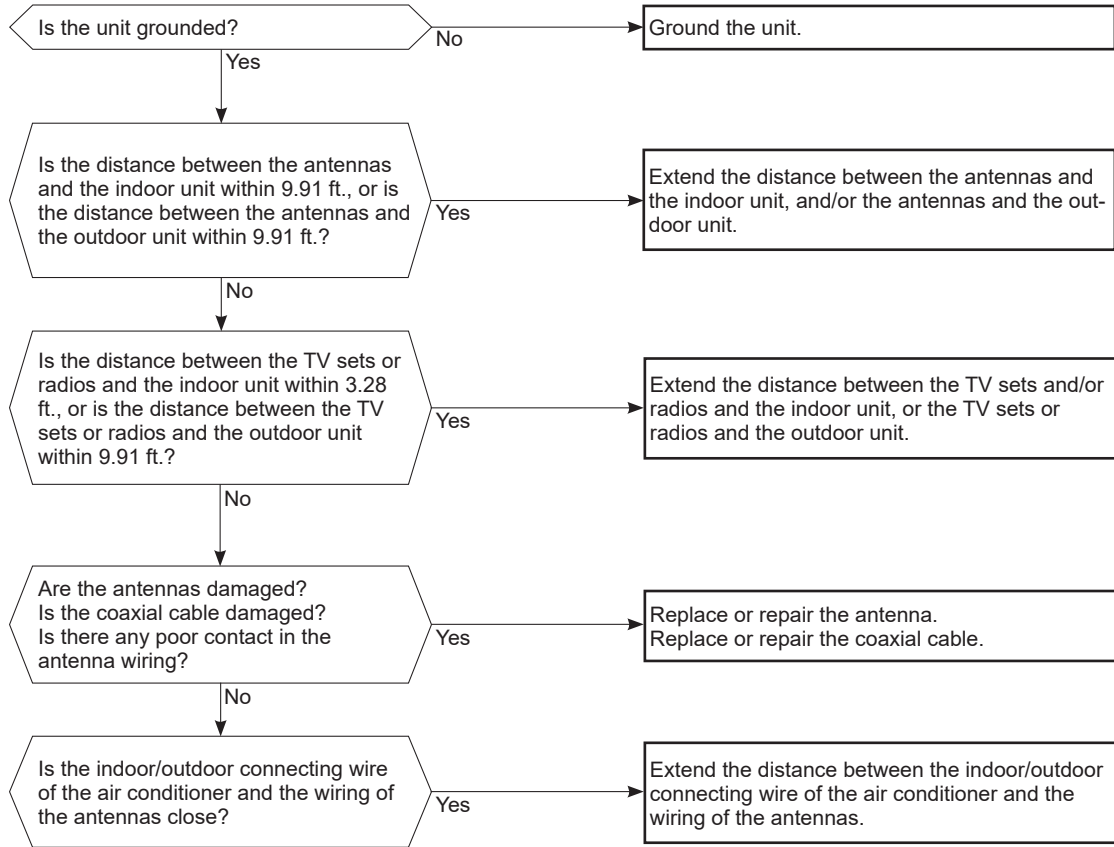 Is the unit grounded?
No
Ground the unit.
Yes
Is the distance between the antennas
and the indoor unit within 9.91 ft., or is
the distance between the antennas and
the outdoor unit within 9.91 ft.?
Yes
Extend the distance between the antennas and
the indoor unit, and/or the antennas and the out-
door unit.
No
Is the distance between the TV sets or
radios and the indoor unit within 3.28
ft., or is the distance between the TV
sets or radios and the outdoor unit
within 9.91 ft.?
Yes
Extend the distance between the TV sets and/or
radios and the indoor unit, or the TV sets or
radios and the outdoor unit.
No
Are the antennas damaged?
Is the coaxial cable damaged?
Is there any poor contact in the
antenna wiring?
Yes
Replace or repair the antenna.
Replace or repair the coaxial cable.
No
Is the indoor/outdoor connecting wire
of the air conditioner and the wiring of
the antennas close?
Yes
Extend the distance between the indoor/outdoor
connecting wire of the air conditioner and the
wiring of the antennas.